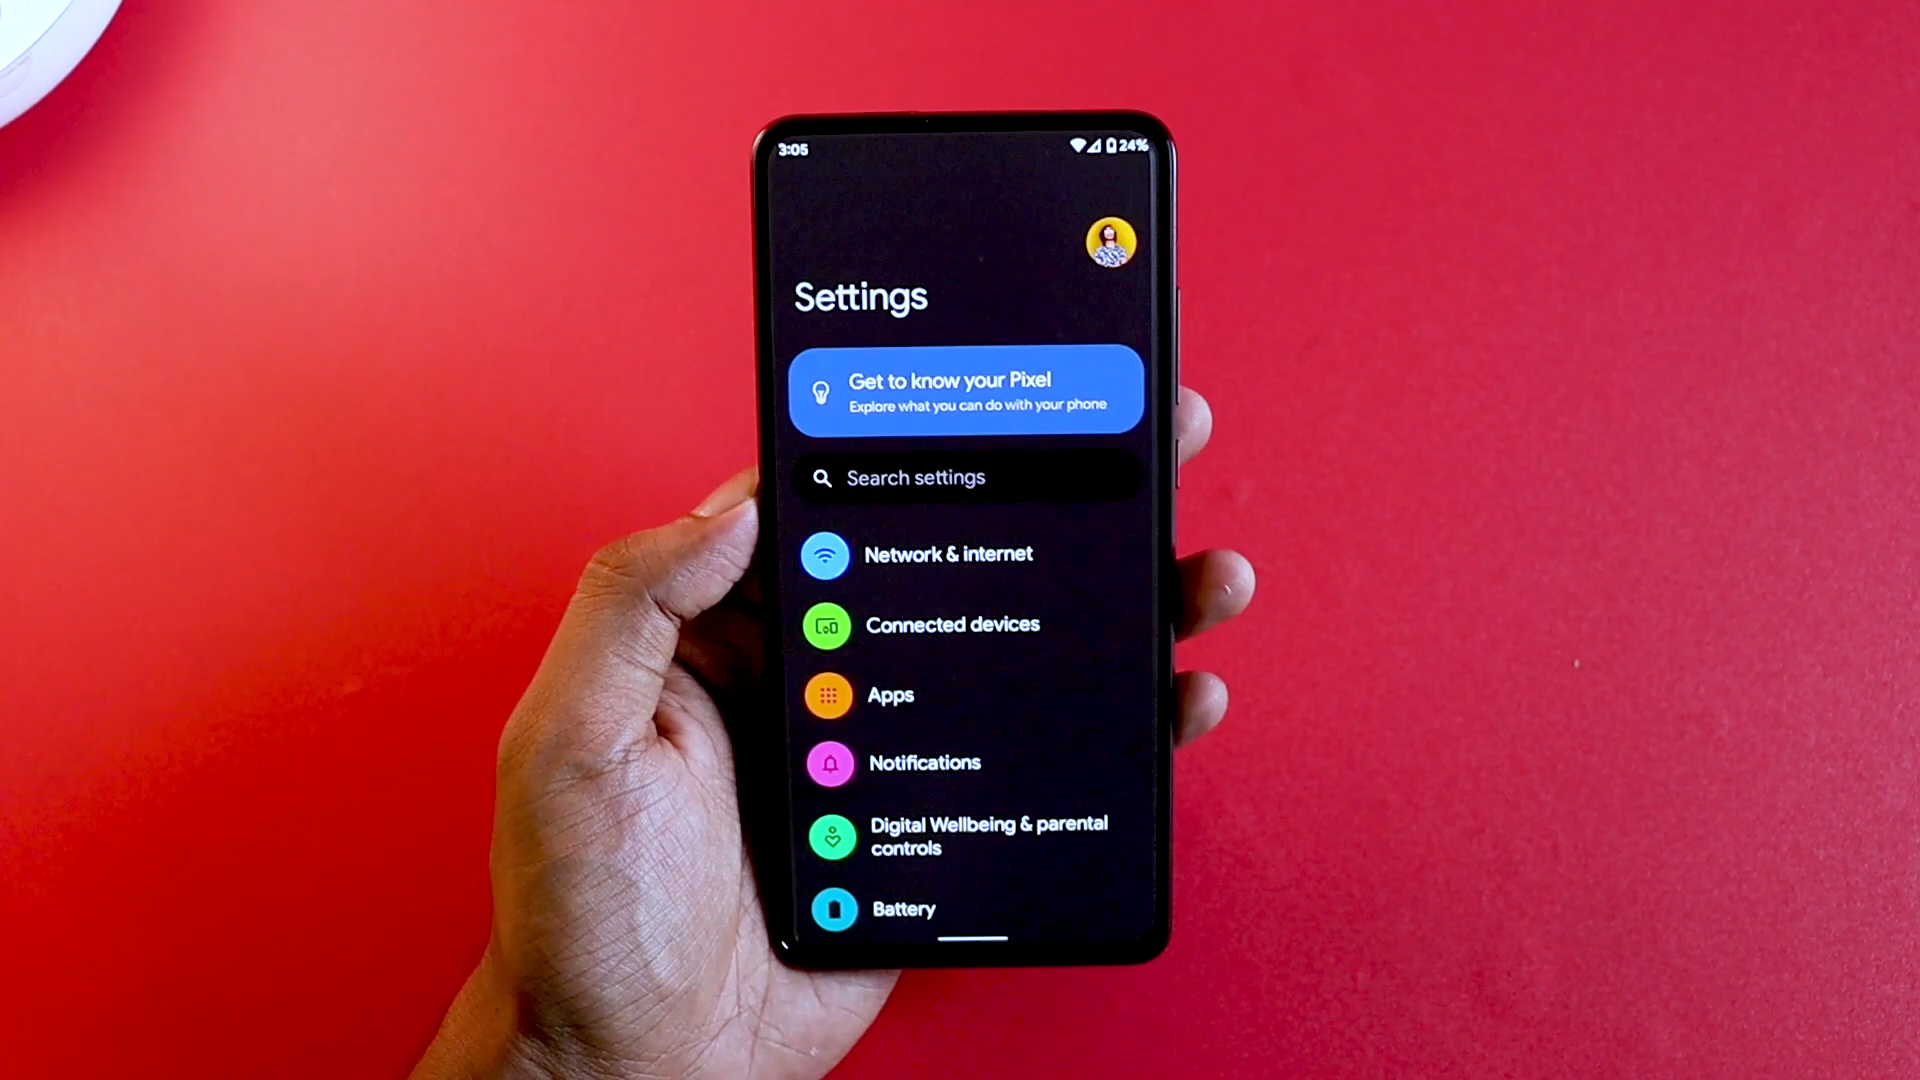 3:05
24%
Settings
Get to know your Pixel
Explore what you can do with your phone
Search settings
Network & internet
Connected devices
Apps
Notifications
Digital Wellbeing & parental
controls
Battery